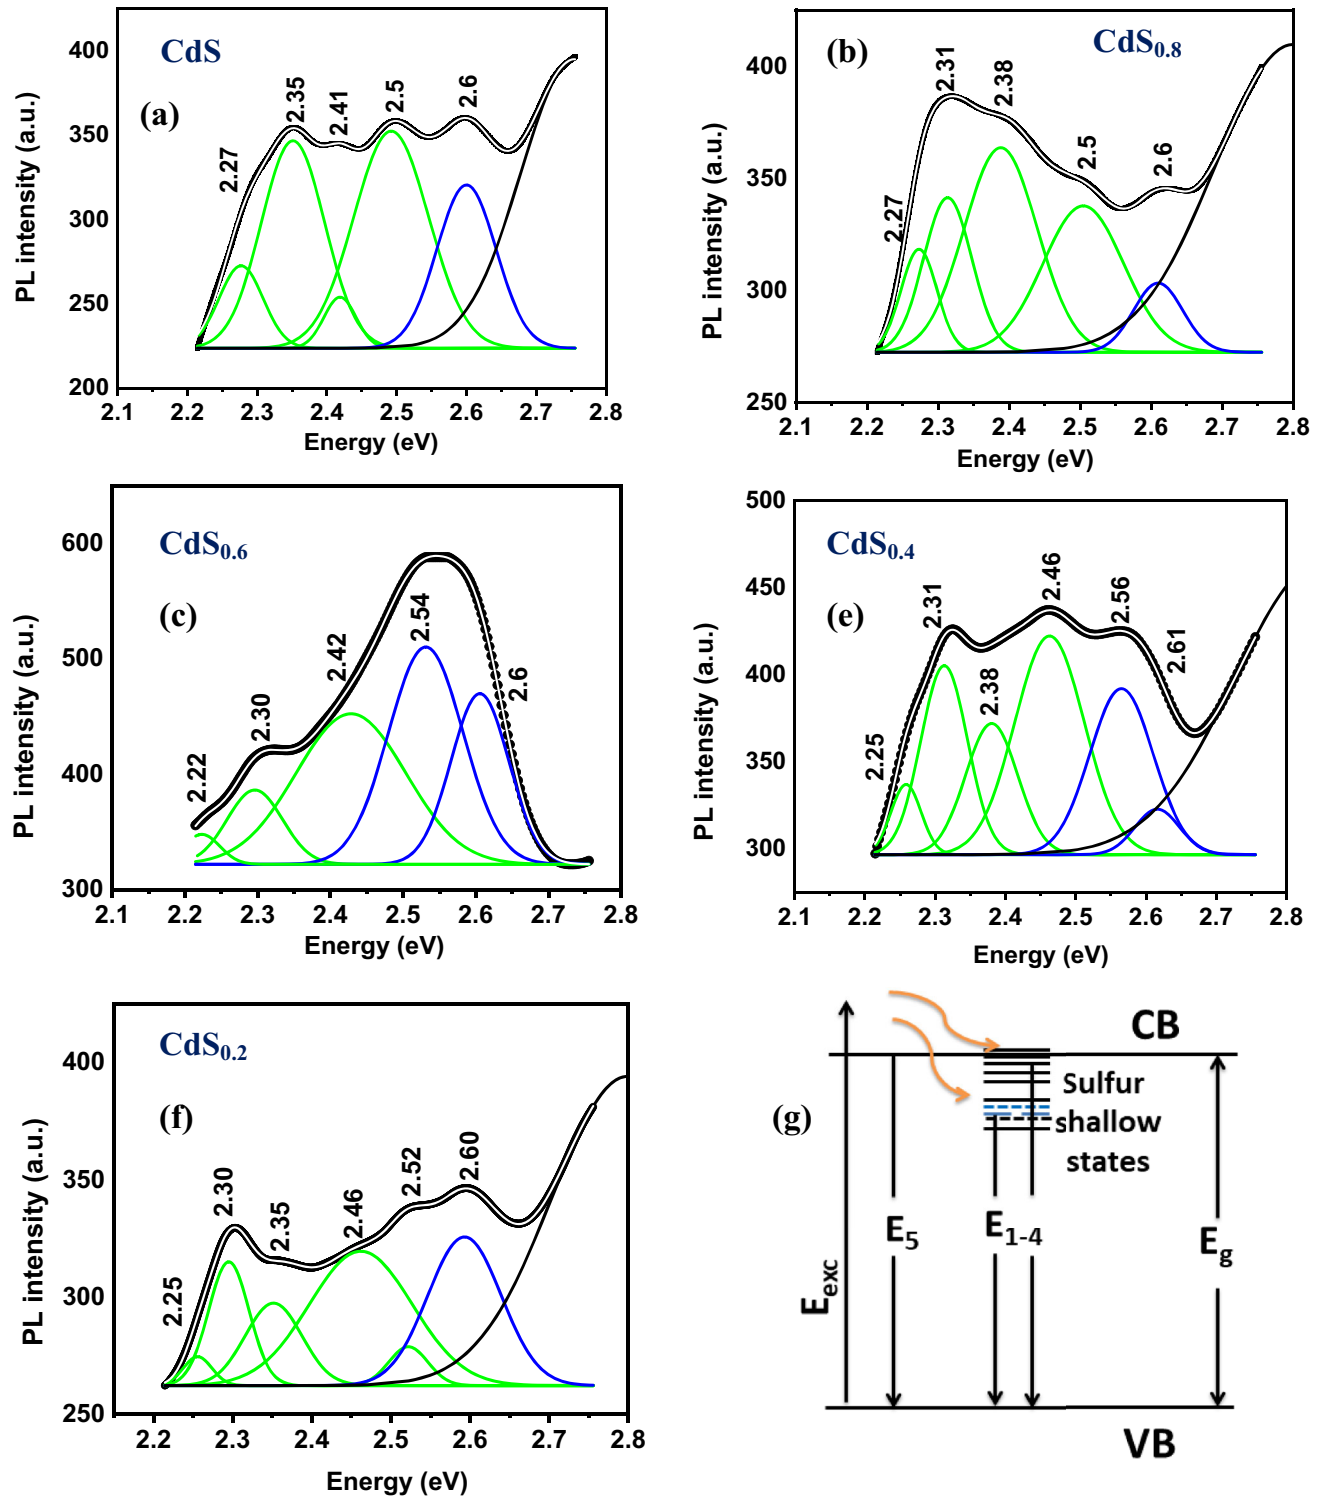 CdS
(a)
2.27
2.35
2.41
2.5
2.6
400
350
300
250
200
PL intensity (a.u.)
2.1 2.2 2.3 2.4 2.5 2.6 2.7 2.8
Energy (eV)
(b)
CdS0.8
2.27
2.31
2.38
2.5
2.6
400
350
300
250
PL intensity (a.u.)
2.1 2.2 2.3 2.4 2.5 2.6 2.7 2.8
Energy (eV)
CdS0.6
(c)
2.22
2.30
2.42
2.54
2.6
600
500
400
300
PL intensity (a.u.)
2.1 2.2 2.3 2.4 2.5 2.6 2.7 2.8
Energy (eV)
CdS0.4
(e)
2.25
2.31
2.38
2.46
2.56
2.61
500
450
400
350
300
PL intensity (a.u.)
2.1 2.2 2.3 2.4 2.5 2.6 2.7 2.8
Energy (eV)
CdS0.2
(f)
2.25
2.30
2.35
2.46
2.52
2.60
400
350
300
250
PL intensity (a.u.)
2.2 2.3 2.4 2.5 2.6 2.7 2.8
Energy (eV)
(g)
CB
Sulfur
shallow
states
Eexc
E5
E1-4
Eg
VB